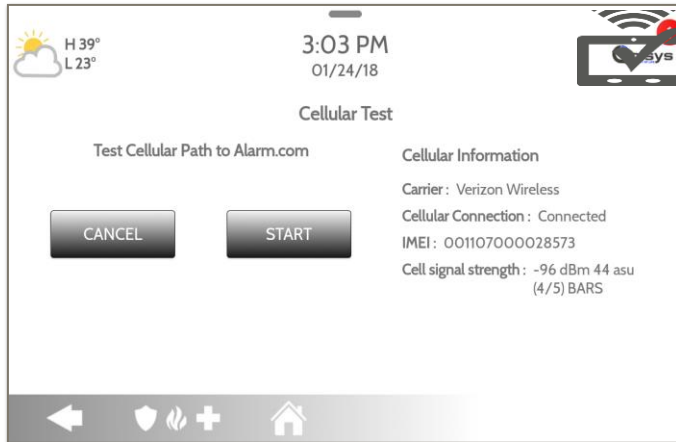 H 39°
L 23°
3:03 PM
01/24/18
Cellular Test
Test Cellular Path to Alarm.com
CANCEL
START
Cellular Information
Carrier : Verizon Wireless
Cellular Connection : Connected
IMEI : 001107000028573
Cell signal strength : -96 dBm 44 asu
(4/5) BARS